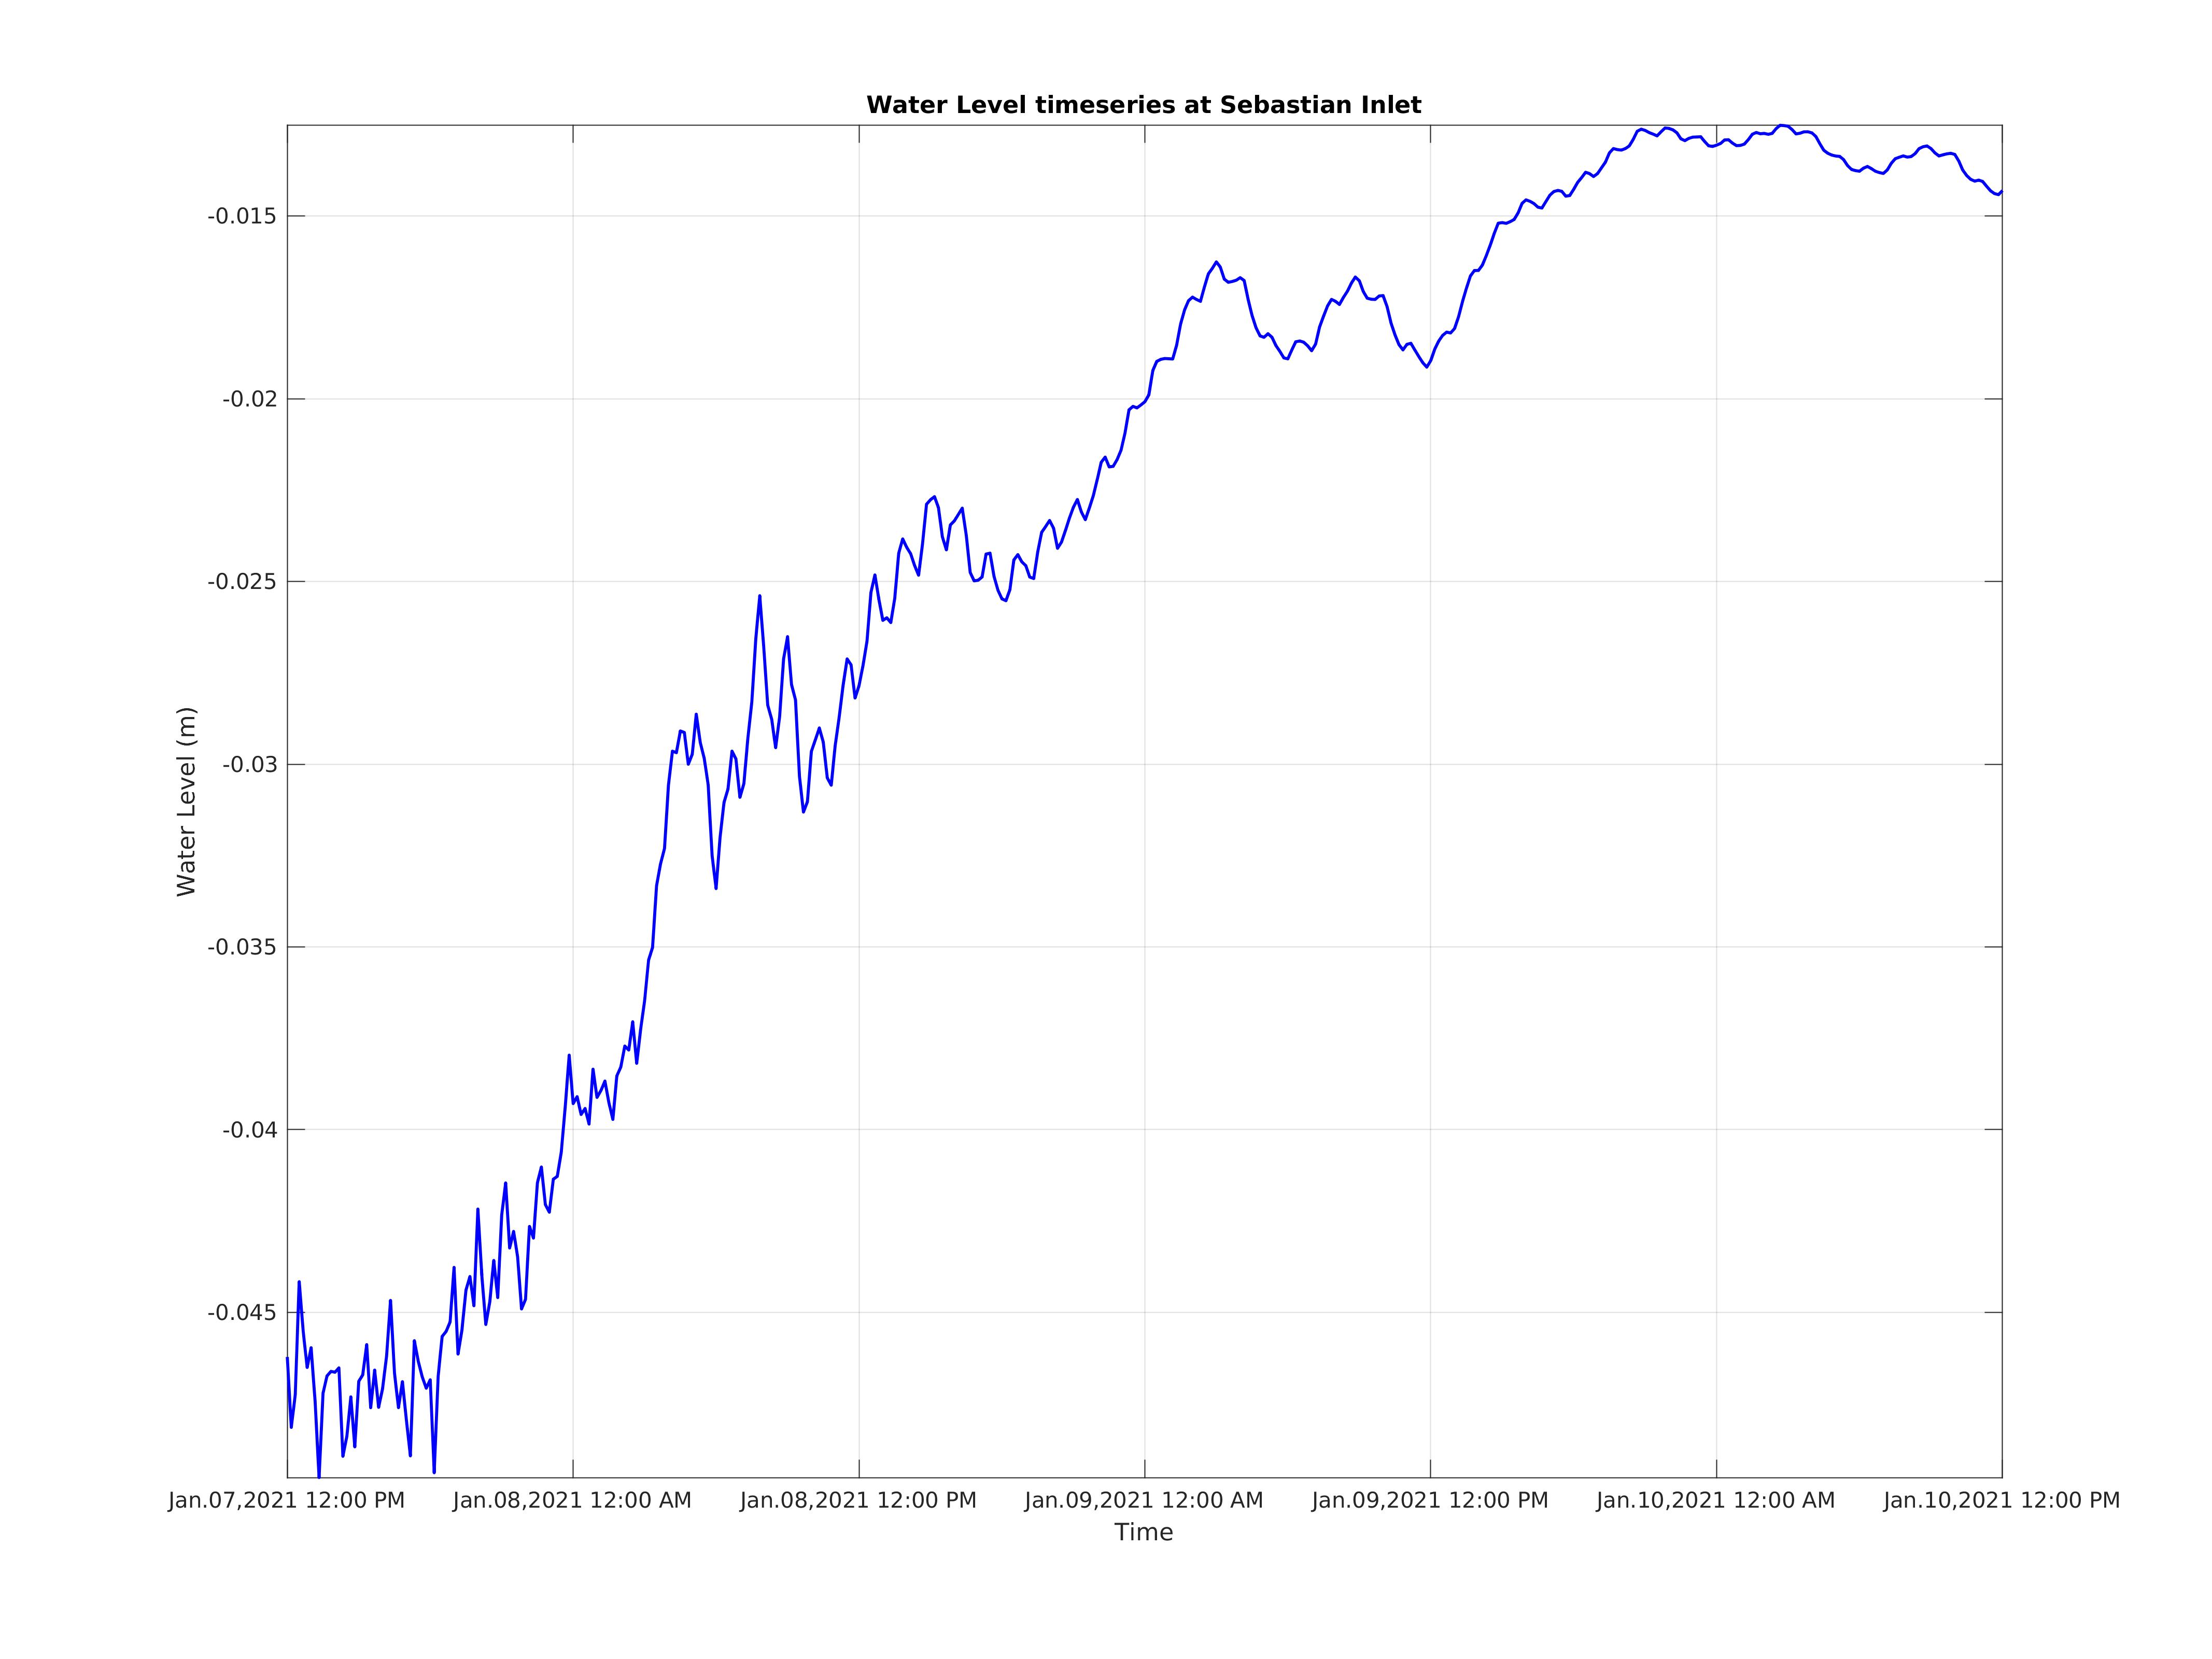 Water Level timeseries at Sebastian Inlet
-0.015
-0.02
-0.025
-0.03
-0.035
-0.04
-0.045
Water Level (m)
Jan.07,2021 12:00 PM Jan.08,2021 12:00 AM Jan.08,2021 12:00 PM Jan.09,2021 12:00 AM Jan.09,2021 12:00 PM Jan.10,2021 12:00 AM Jan.10,2021 12:00 PM
Time